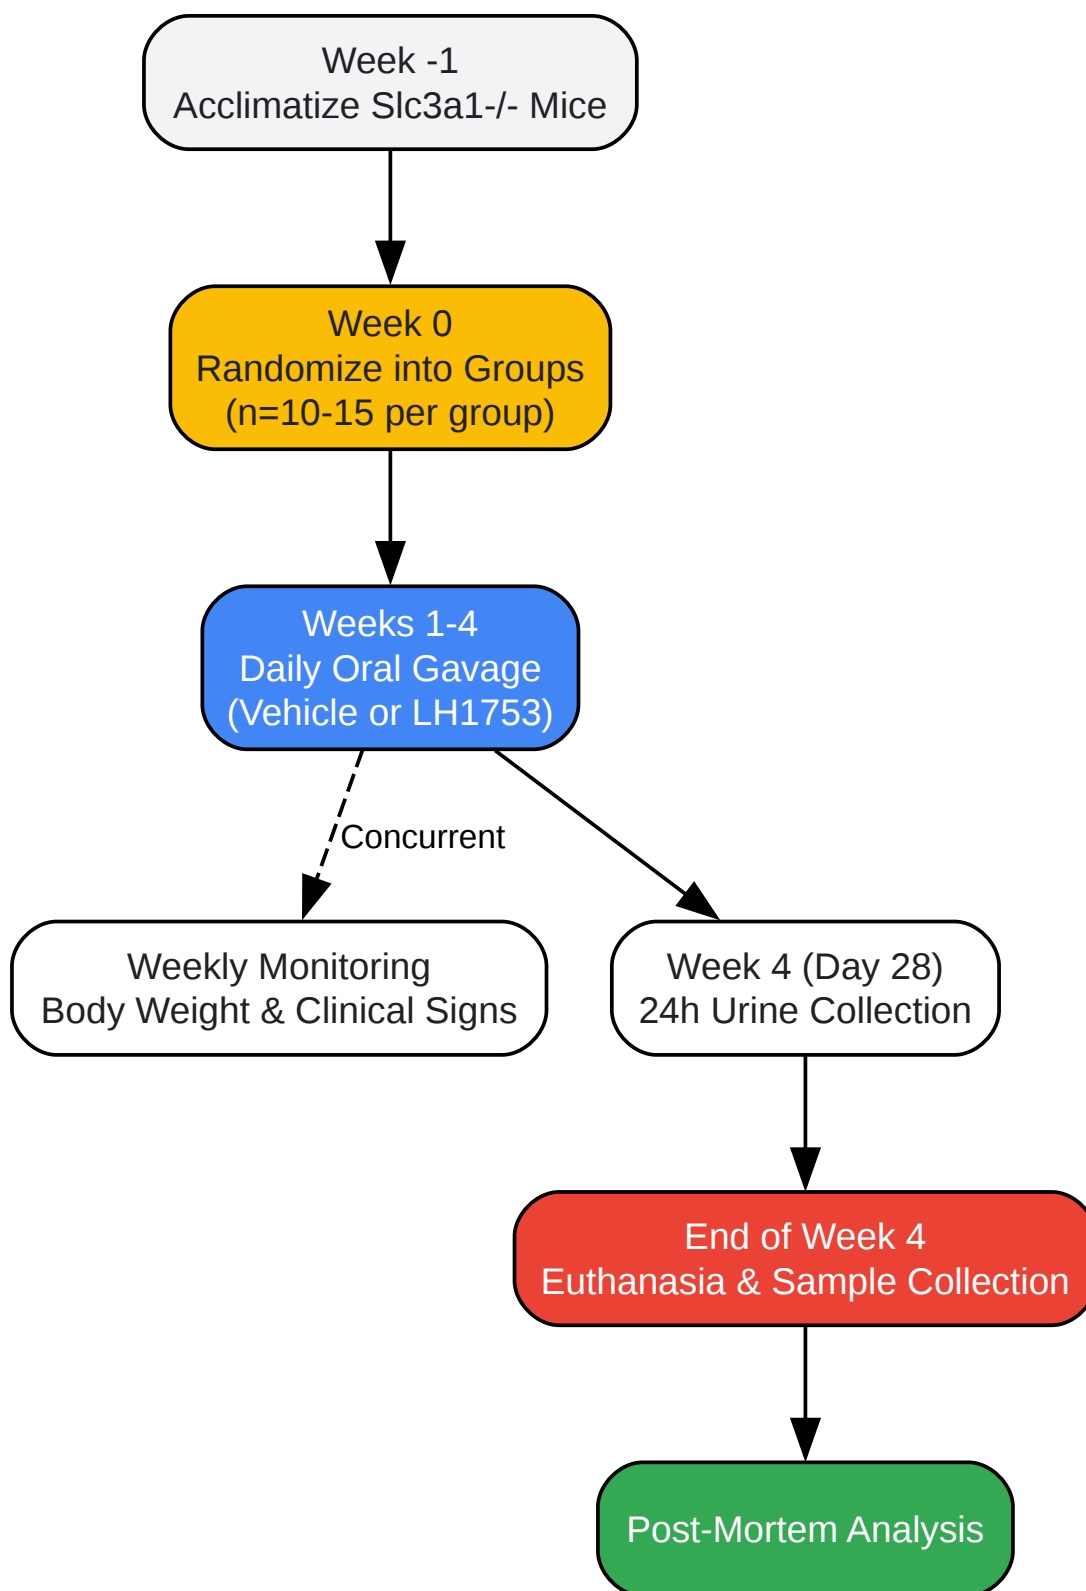 Week -1
Acclimatize Slc3a1-/- Mice
Week 0
Randomize into Groups
(n=10-15 per group)
Weeks 1-4
Daily Oral Gavage
(Vehicle or LH1753)
Concurrent
Weekly Monitoring
Body Weight & Clinical Signs
Week 4 (Day 28)
24h Urine Collection
End of Week 4
Euthanasia & Sample Collection
Post-Mortem Analysis